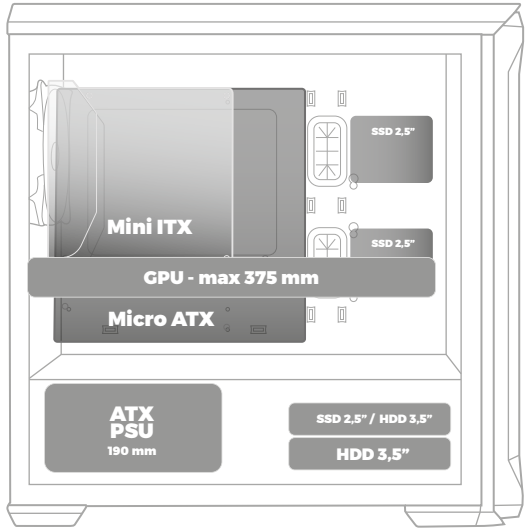 SSD 2,5”
Mini ITX
SSD 2,5”
GPU - max 375 mm
Micro ATX
ATX
PSU
190 mm
SSD 2,5” / HDD 3,5”
HDD 3,5”